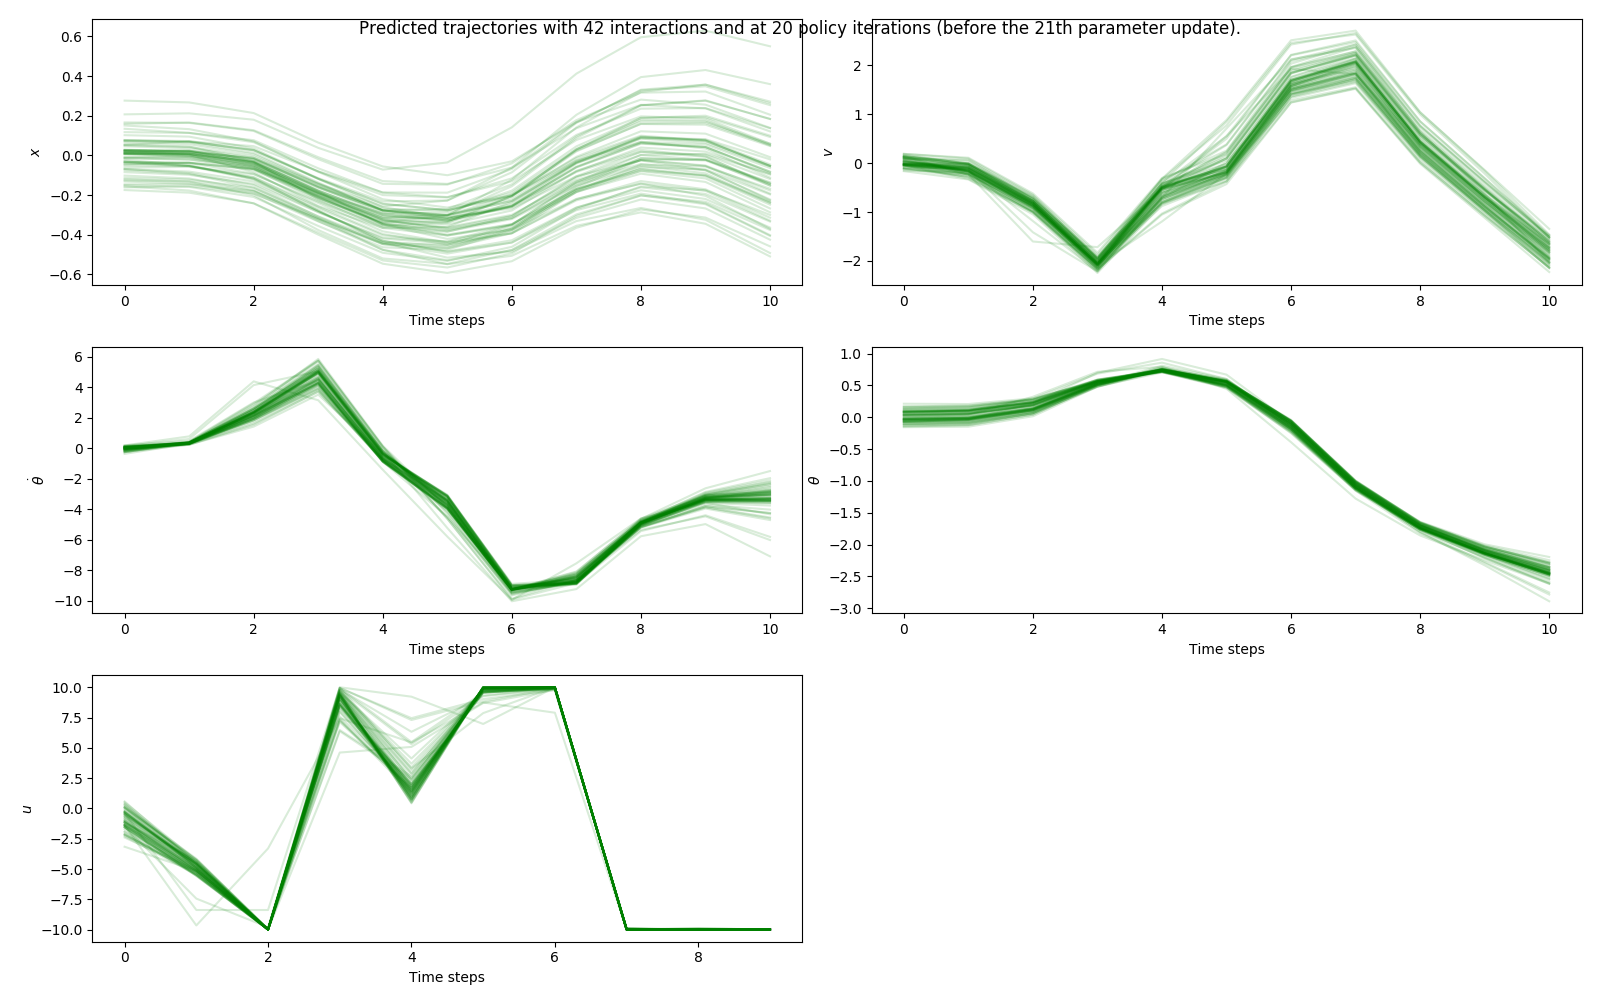 Predicted trajectories with 42 interactions and at 20 policy iterations (before the 21th parameter update).
0.6
0.4
0.2
0.0
−0.2
−0.4
−0.6
x
0 2 4 6 8 10
Time steps
2
1
0
−1
−2
v
0 2 4 6 8 10
Time steps
6
4
2
0
−2
−4
−6
−8
−10
θ̇
0 2 4 6 8 10
Time steps
1.0
0.5
0.0
−0.5
−1.0
−1.5
−2.0
−2.5
−3.0
θ
0 2 4 6 8 10
Time steps
10.0
7.5
5.0
2.5
0.0
−2.5
−5.0
−7.5
−10.0
u
0 2 4 6 8
Time steps